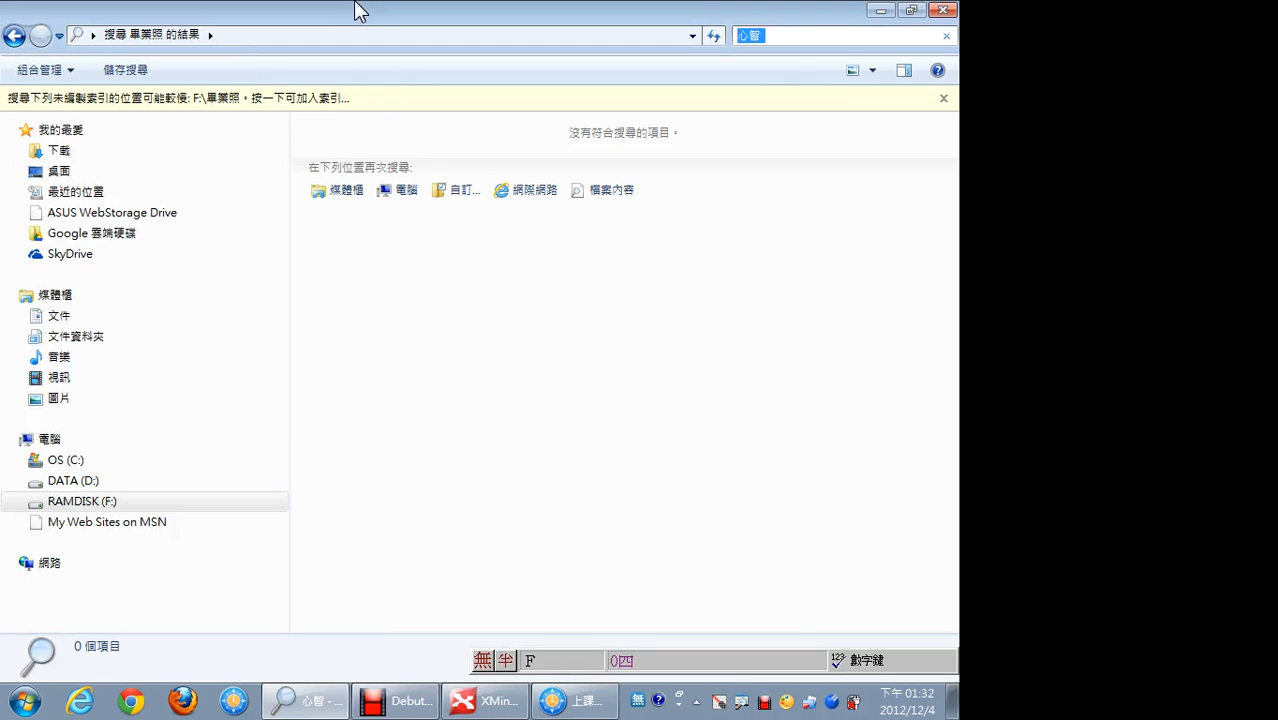 搜尋 畢業照 的結果
心智
組合管理
儲存搜尋
搜尋下列未編製索引的位置可能較慢: F:\畢業照。按一下可加入索引...
我的最愛
下載
桌面
最近的位置
ASUS WebStorage Drive
Google 雲端硬碟
SkyDrive
媒體櫃
文件
文件資料夾
音樂
視訊
圖片
電腦
OS (C:)
DATA (D:)
RAMDISK (F:)
My Web Sites on MSN
網路
沒有符合搜尋的項目。
在下列位置再次搜尋:
媒體櫃 電腦 自訂... 網際網路 檔案內容
0 個項目
無 半 F 0四 123 數字鍵
心智 - ...
Debut...
XMin...
上課...
無
下午 01:32
2012/12/4